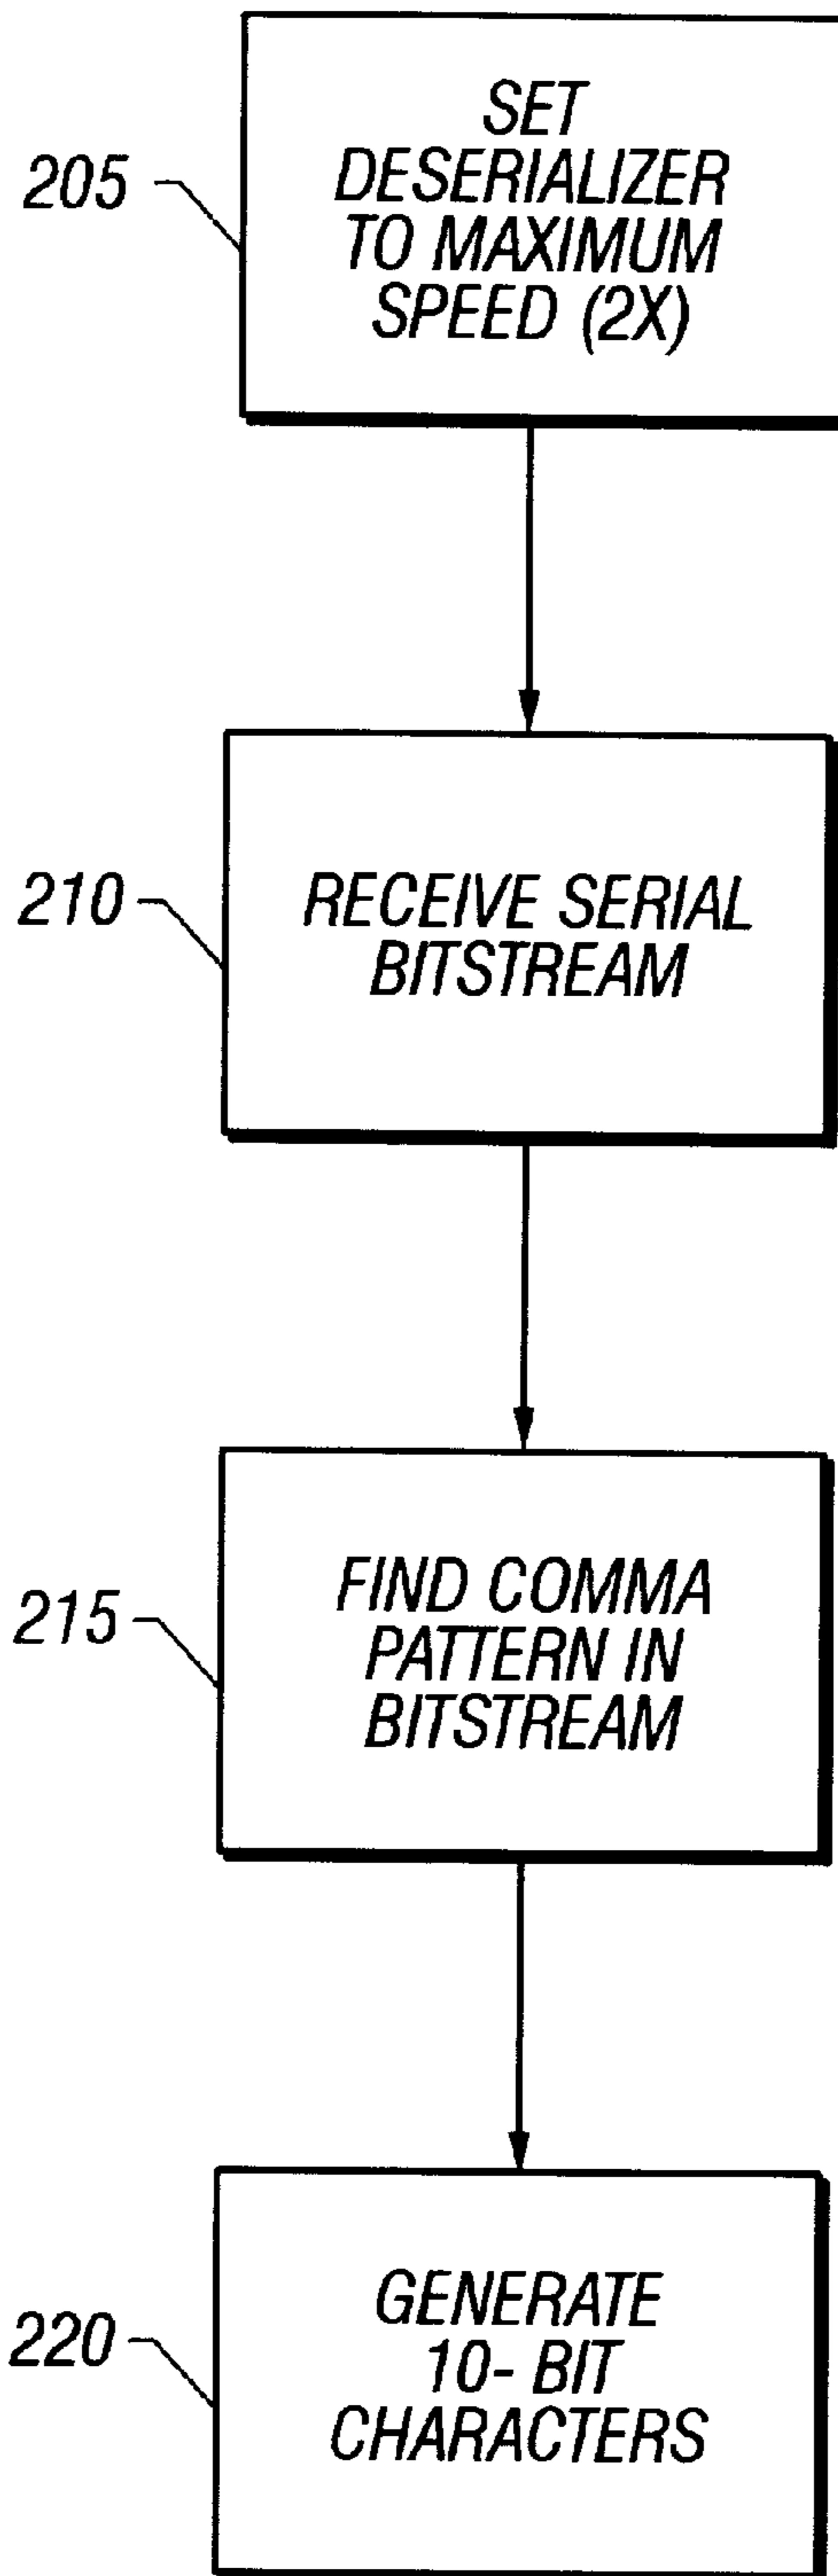 SET
DESERIALIZER
TO MAXIMUM
SPEED (2X)
205
RECEIVE SERIAL
BITSTREAM
210
FIND COMMA
PATTERN IN
BITSTREAM
215
GENERATE
10- BIT
CHARACTERS
220